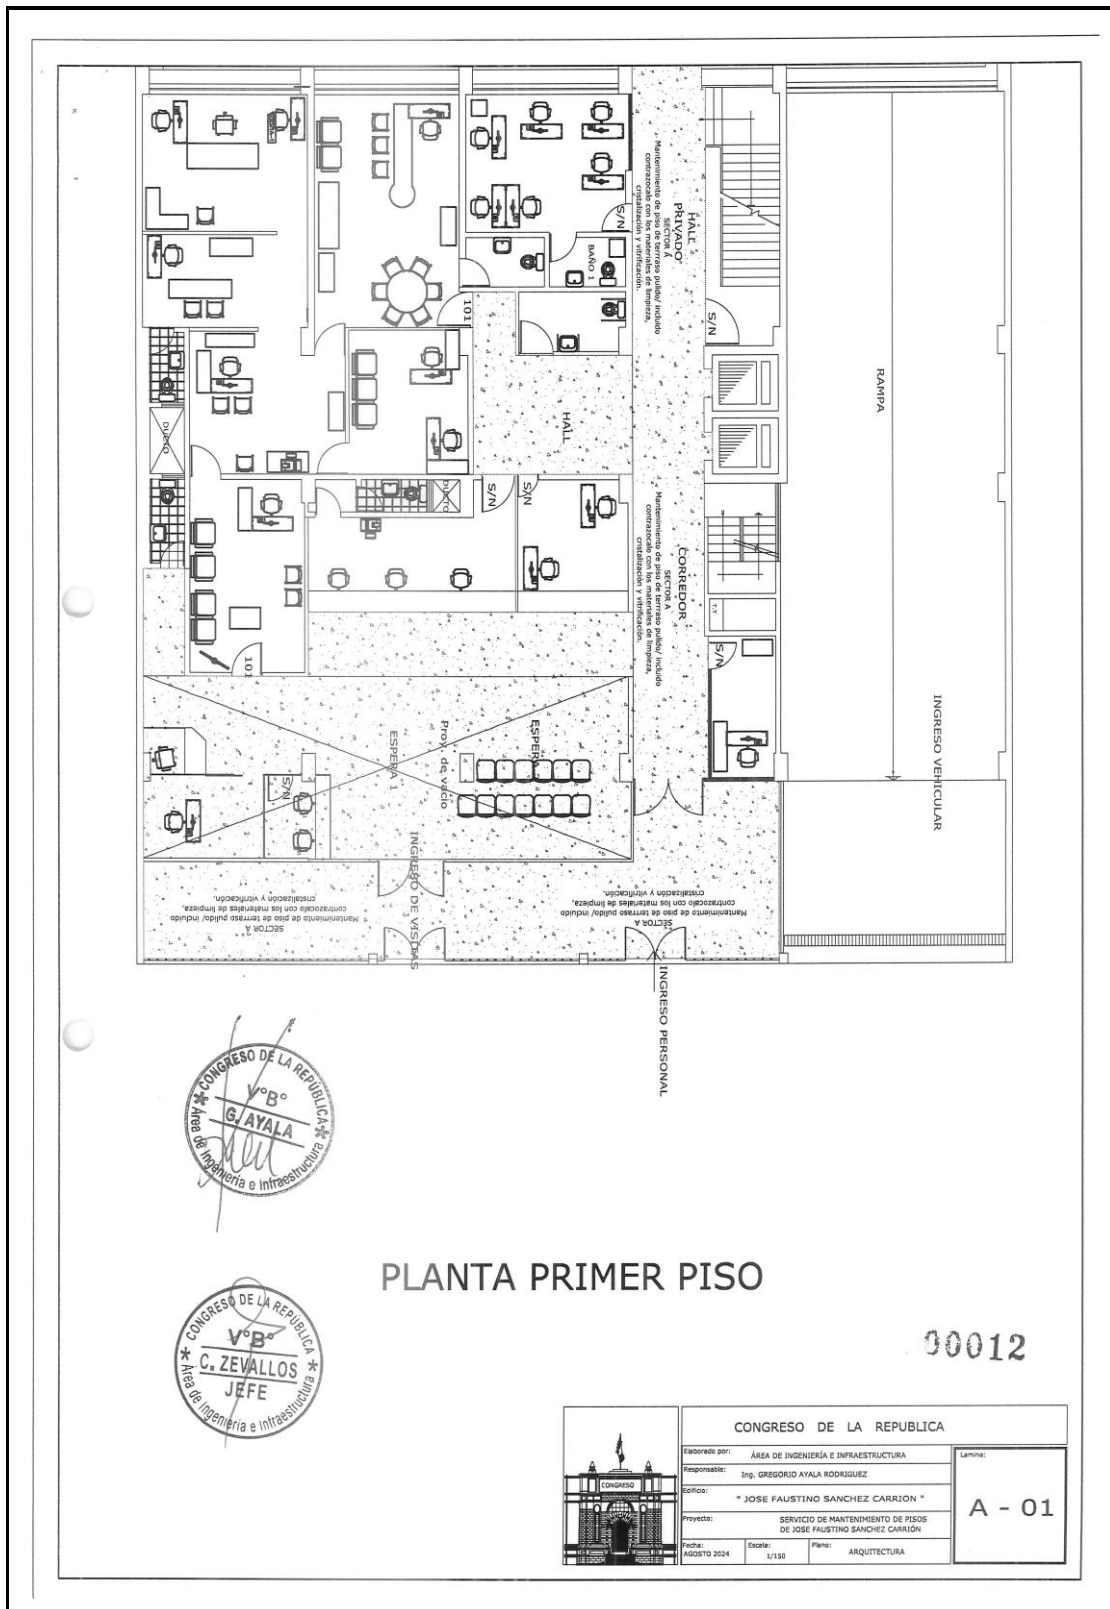 S/N
BAÑO 1
101
HALL
PRIVADO
SECTOR A
Mantenimiento de piso de terrraso pulido/ incluido
contrazocalo con los materiales de limpieza,
cristalización y vitrificación.
S/N
RAMPA
HALL
DUCTO
DUCTO
S/N
S/N
CORREDOR
SECTOR A
Mantenimiento de piso de terrraso pulido/ incluido
contrazocalo con los materiales de limpieza,
cristalización y vitrificación.
T.T
S/N
101
INGRESO VEHICULAR
ESPERA
Proy. de vacio
ESPERA 1
S/N
INGRESO DE VISITAS
SECTOR A
Mantenimiento de piso de terrraso pulido/ incluido
contrazocalo con los materiales de limpieza,
cristalización y vitrificación.
SECTOR A
Mantenimiento de piso de terrraso pulido/ incluido
contrazocalo con los materiales de limpieza,
cristalización y vitrificación.
INGRESO PERSONAL
CONGRESO DE LA REPÚBLICA
V°B°
G. AYALA
Área de Ingeniería e Infraestructura
PLANTA PRIMER PISO
CONGRESO DE LA REPÚBLICA
V°B°
C. ZEVALLOS
JEFE
Área de Ingeniería e Infraestructura
00012
CONGRESO
CONGRESO DE LA REPUBLICA
Elaborado por: ÁREA DE INGENIERÍA E INFRAESTRUCTURA
Responsable: Ing. GREGORIO AYALA RODRIGUEZ
Edificio: " JOSE FAUSTINO SANCHEZ CARRION "
Proyecto: SERVICIO DE MANTENIMIENTO DE PISOS
DE JOSE FAUSTINO SANCHEZ CARRIÓN
Fecha: AGOSTO 2024
Escala: 1/150
Plano: ARQUITECTURA
Lamina:
A - 01